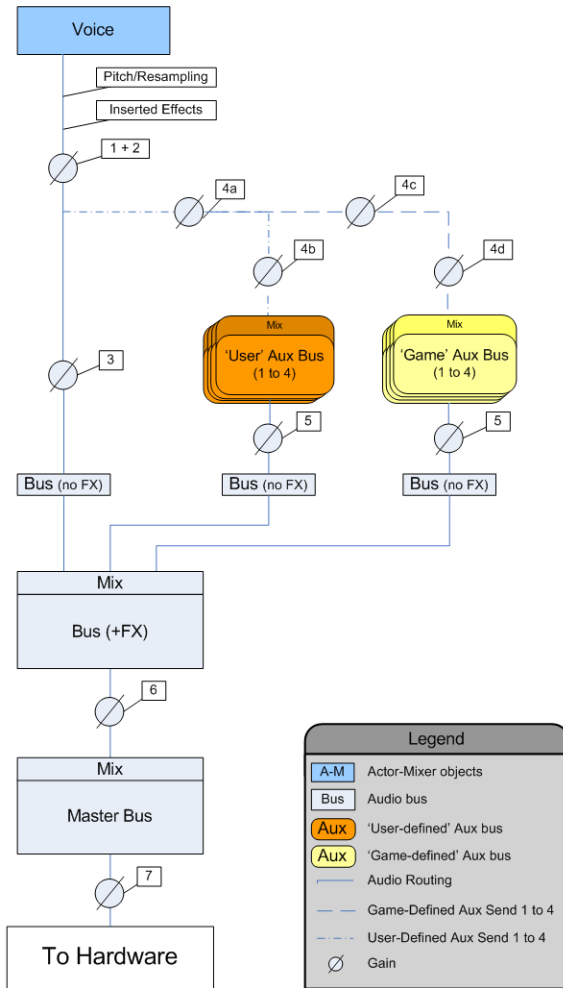 Voice
Pitch/Resampling
Inserted Effects
1 + 2
4a
4c
4b
4d
3
Mix
'User' Aux Bus
(1 to 4)
Mix
'Game' Aux Bus
(1 to 4)
5
5
Bus (no FX)
Bus (no FX)
Bus (no FX)
Mix
Bus (+FX)
6
Mix
Master Bus
7
To Hardware
Legend
A-M Actor-Mixer objects
Bus Audio bus
Aux 'User-defined' Aux bus
Aux 'Game-defined' Aux bus
Audio Routing
Game-Defined Aux Send 1 to 4
User-Defined Aux Send 1 to 4
Gain